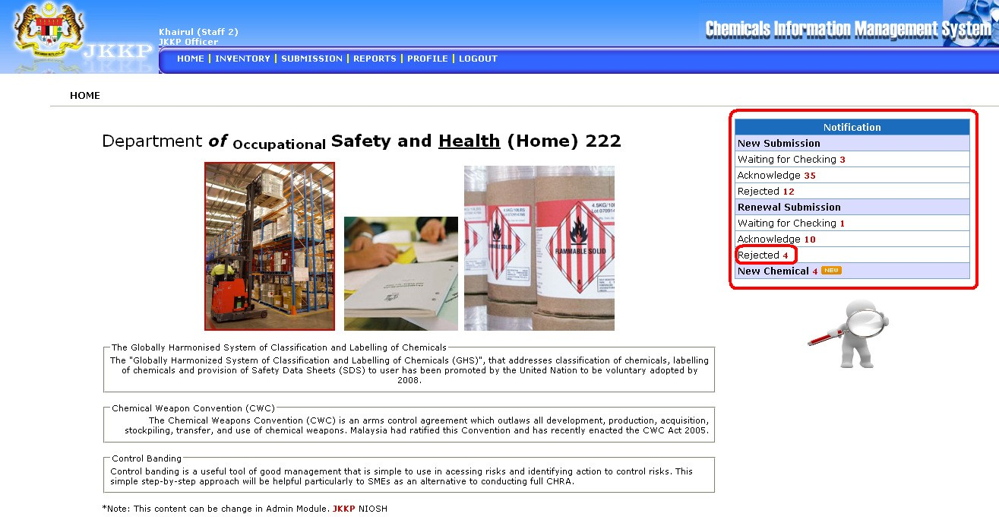 Khairul (Staff 2)
JKKP Officer
Chemicals Information Management System
JKKP
HOME | INVENTORY | SUBMISSION | REPORTS | PROFILE | LOGOUT
HOME
Department of Occupational Safety and Health (Home) 222
FLAMMABLE SOLID
4
4.5KG/10LBS
Notification
New Submission
Waiting for Checking 3
Acknowledge 35
Rejected 12
Renewal Submission
Waiting for Checking 1
Acknowledge 10
Rejected 4
New Chemical 4 NEW
The Globally Harmonised System of Classification and Labelling of Chemicals
The "Globally Harmonized System of Classification and Labelling of Chemicals (GHS)", that addresses classification of chemicals, labelling
of chemicals and provision of Safety Data Sheets (SDS) to user has been promoted by the United Nation to be voluntary adopted by
2008.
Chemical Weapon Convention (CWC)
The Chemical Weapons Convention (CWC) is an arms control agreement which outlaws all development, production, acquisition,
stockpiling, transfer, and use of chemical weapons. Malaysia had ratified this Convention and has recently enacted the CWC Act 2005.
Control Banding
Control banding is a useful tool of good management that is simple to use in acessing risks and identifying action to control risks. This
simple step-by-step approach will be helpful particularly to SMEs as an alternative to conducting full CHRA.
*Note: This content can be change in Admin Module. JKKP NIOSH